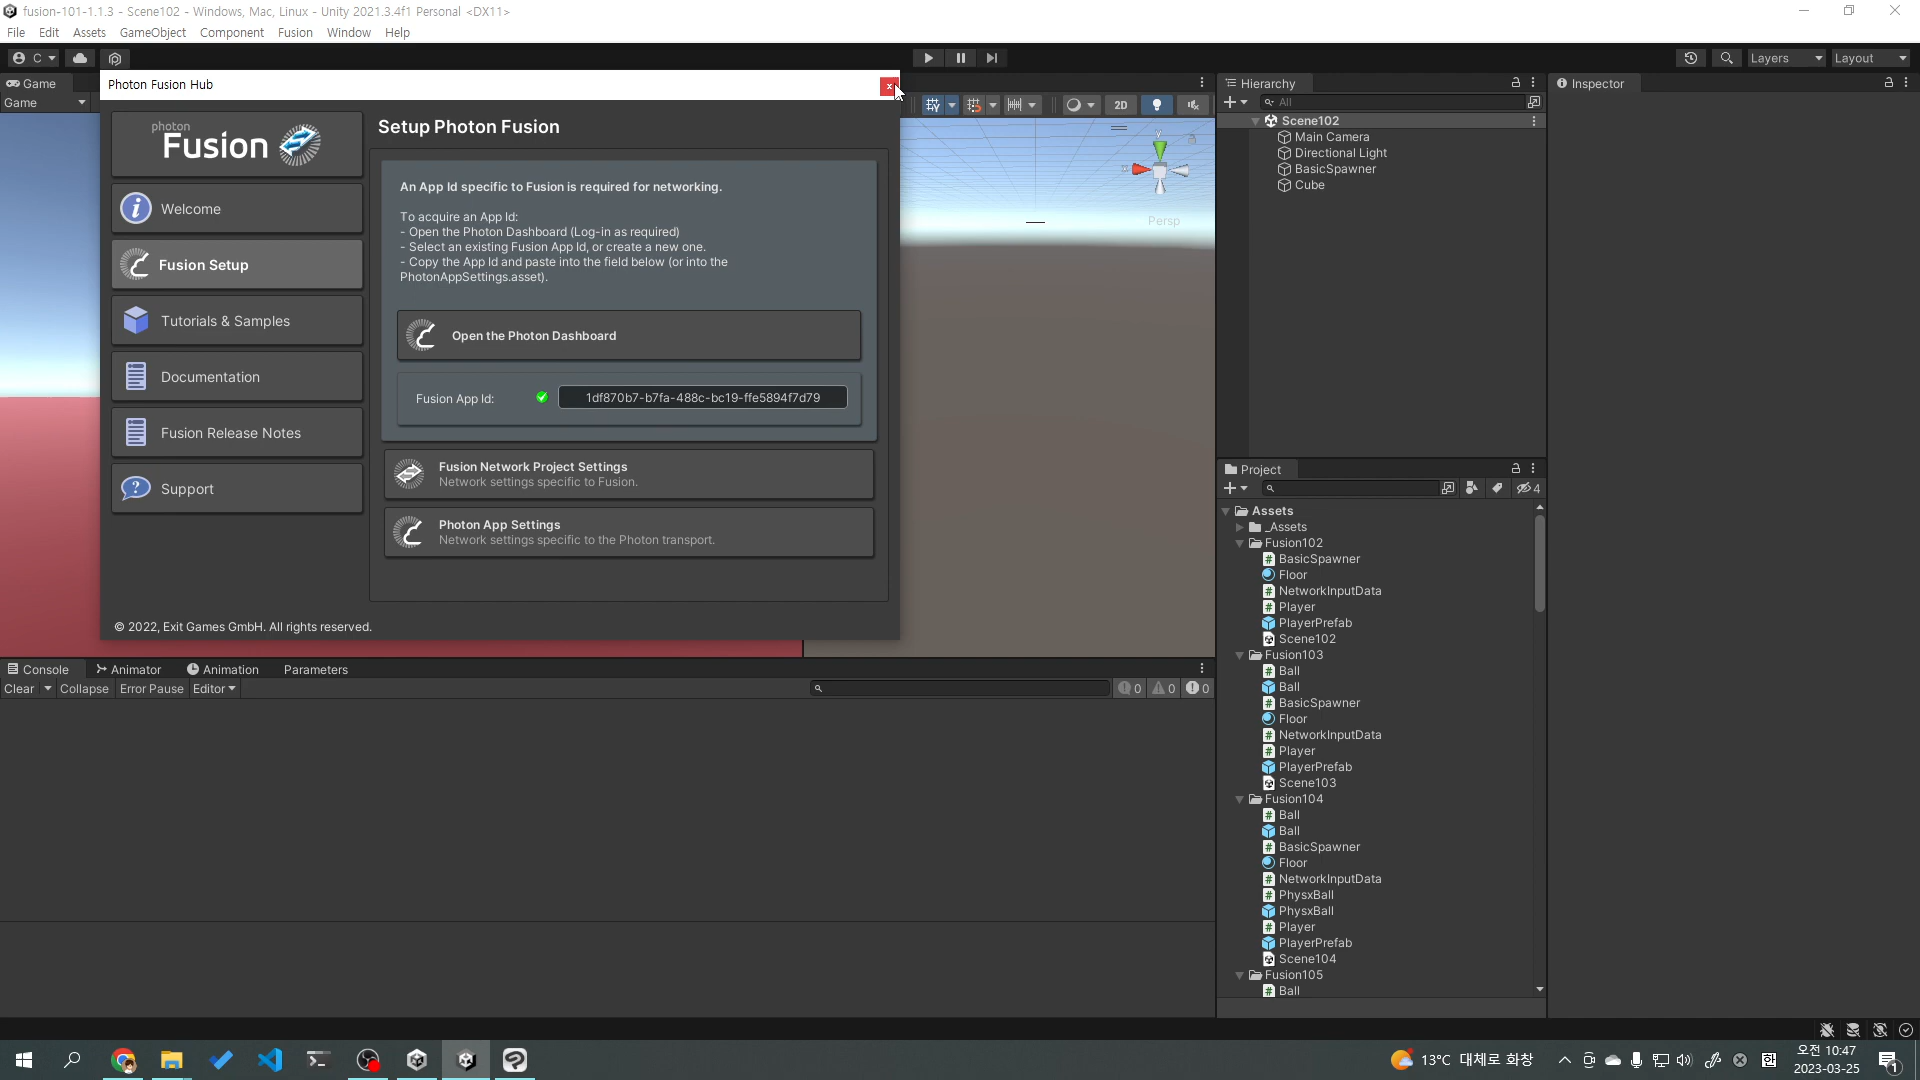 fusion-101-1.1.3 - Scene102 - Windows, Mac, Linux - Unity 2021.3.4f1 Personal <DX11>
File Edit Assets GameObject Component Fusion Window Help
C
Layers
Layout
Game
Game
Photon Fusion Hub
photon
Fusion
Welcome
Fusion Setup
Tutorials & Samples
Documentation
Fusion Release Notes
Support
Setup Photon Fusion
An App Id specific to Fusion is required for networking.
To acquire an App Id:
- Open the Photon Dashboard (Log-in as required)
- Select an existing Fusion App Id, or create a new one.
- Copy the App Id and paste into the field below (or into the
PhotonAppSettings.asset).
Open the Photon Dashboard
Fusion App Id:
1df870b7-b7fa-488c-bc19-ffe5894f7d79
Fusion Network Project Settings
Network settings specific to Fusion.
Photon App Settings
Network settings specific to the Photon transport.
© 2022, Exit Games GmbH. All rights reserved.
2D
y
x
Persp
Hierarchy
All
Scene102
Main Camera
Directional Light
BasicSpawner
Cube
Inspector
Project
4
Assets
_Assets
Fusion102
BasicSpawner
Floor
NetworkInputData
Player
PlayerPrefab
Scene102
Fusion103
Ball
Ball
BasicSpawner
Floor
NetworkInputData
Player
PlayerPrefab
Scene103
Fusion104
Ball
Ball
BasicSpawner
Floor
NetworkInputData
PhysxBall
PhysxBall
Player
PlayerPrefab
Scene104
Fusion105
Ball
Console Animator Animation Parameters
Clear Collapse Error Pause Editor
0 0 0
13°C 대체로 화창
오전 10:47
2023-03-25
1